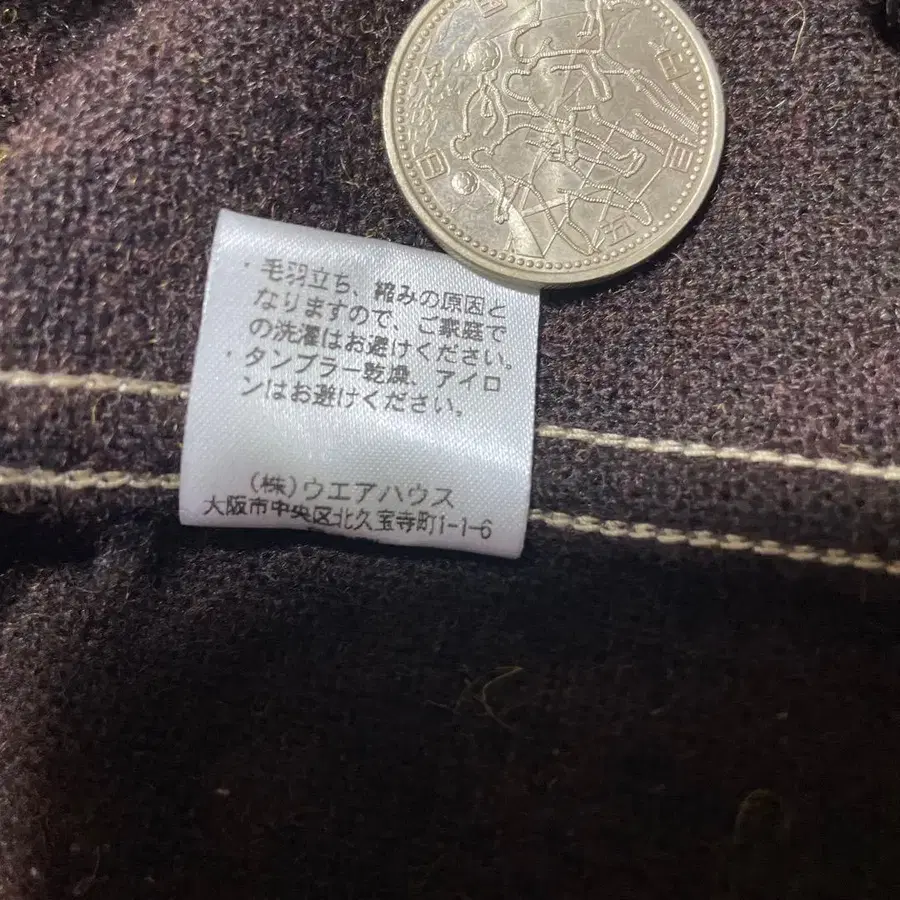 ・毛羽立ち、縮みの原因と
なりますので、ご家庭で
の洗濯はお避けください。
・タンブラー乾燥、アイロ
ンはお避けください。
(株)ウエアハウス
大阪市中央区北久宝寺町1-1-6